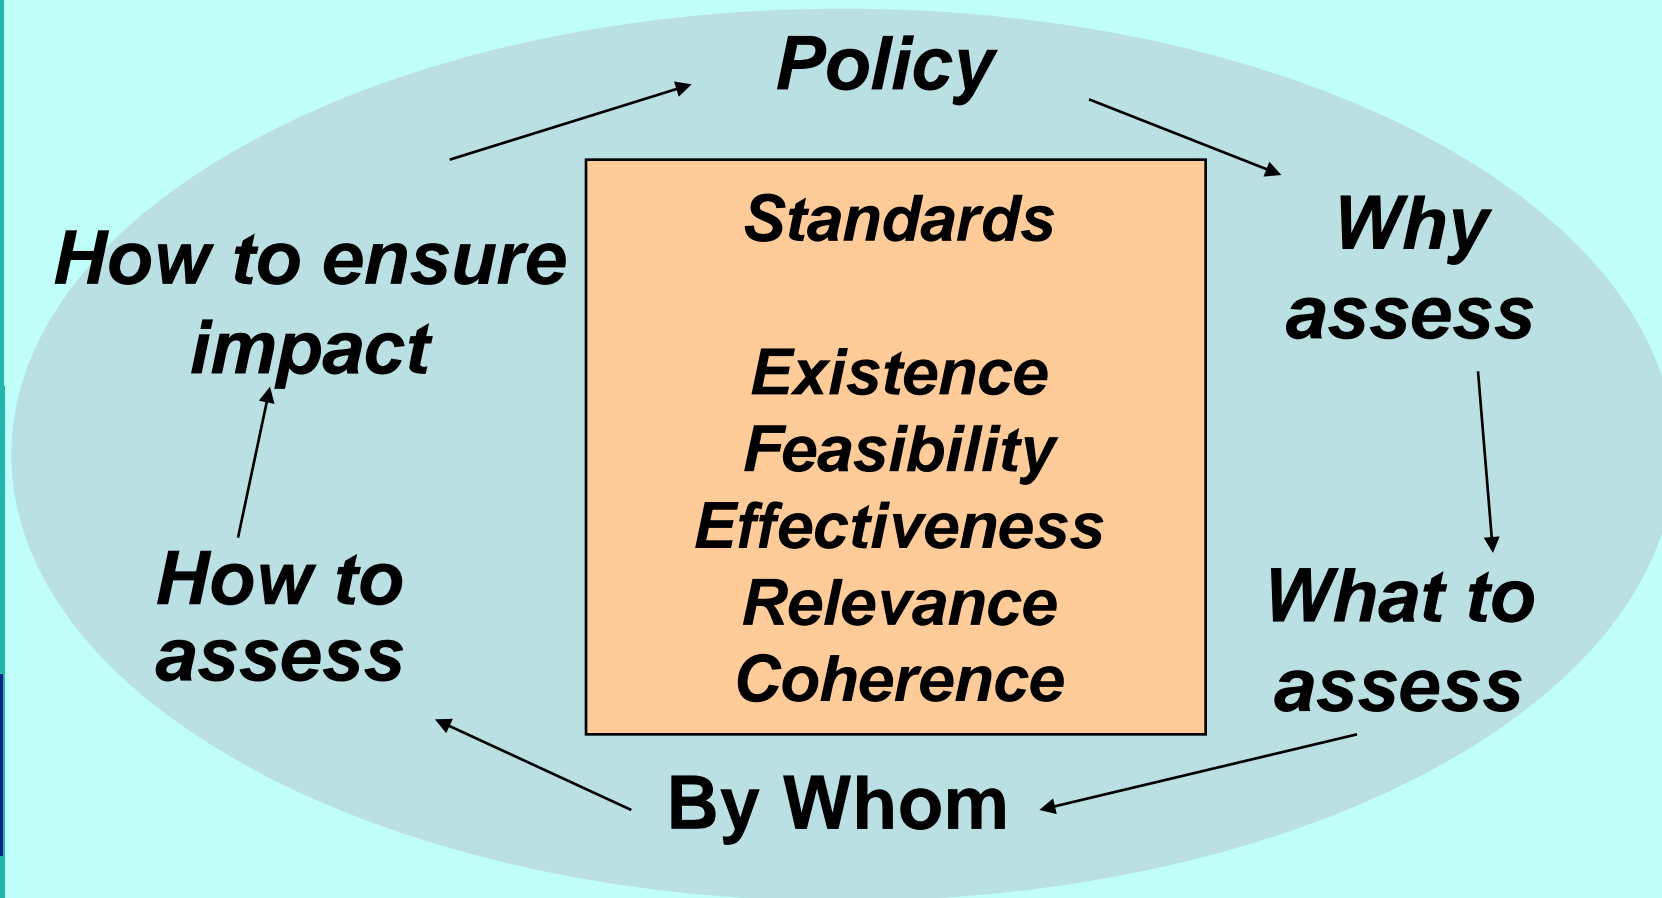 Policy
Why
assess
What to
assess
By Whom
How to
assess
How to ensure
impact
Standards
Existence
Feasibility
Effectiveness
Relevance
Coherence